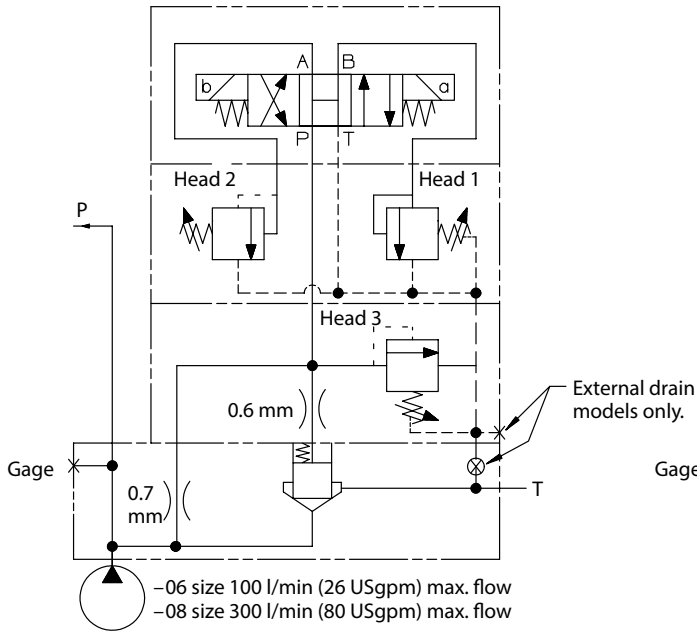 A B
b a
P T
Head 2 Head 1
P
Head 3
0.6 mm
External drain
models only.
Gage
Gage
0.7
mm
T
–06 size 100 l/min (26 USgpm) max. flow
–08 size 300 l/min (80 USgpm) max. flow